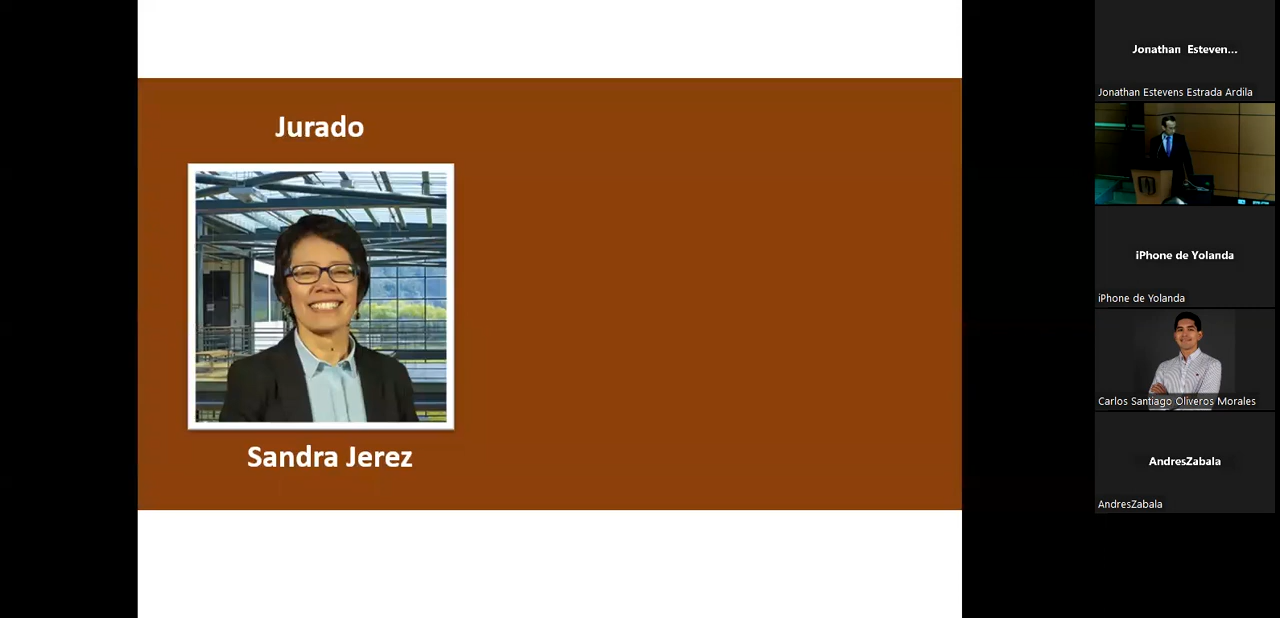 Jurado
Sandra Jerez
Jonathan Esteven...
Jonathan Estevens Estrada Ardila
iPhone de Yolanda
iPhone de Yolanda
Carlos Santiago Oliveros Morales
AndresZabala
AndresZabala